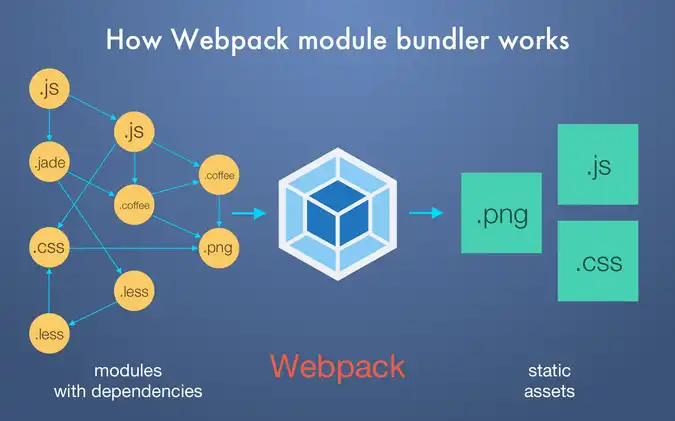 How Webpack module bundler works
.js
.js
.jade
.coffee
.coffee
.css
.png
.less
.less
.png
.js
.css
modules
with dependencies
Webpack
static
assets